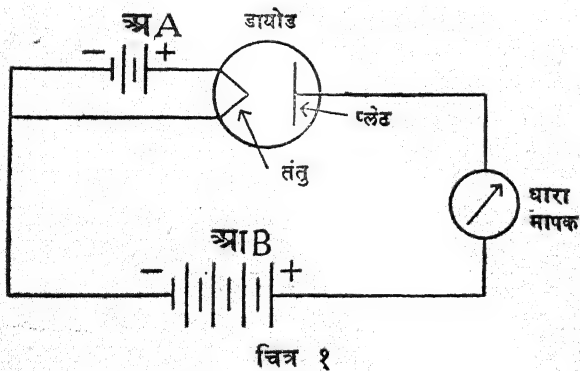 डायोड
अA
- +
प्लेट
तंतु
धारा
मापक
आB
- +
चित्र १